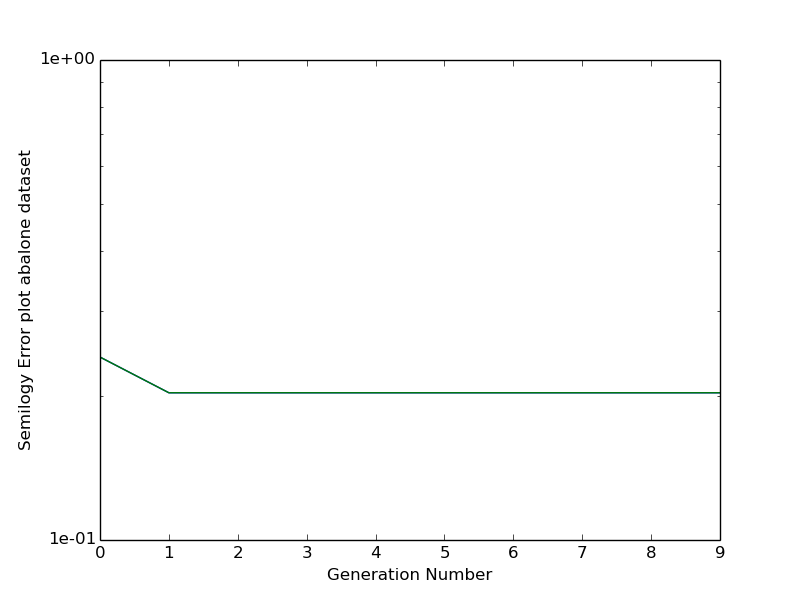 1e+00
Semilogy Error plot abalone dataset
1e-01
0 1 2 3 4 5 6 7 8 9
Generation Number